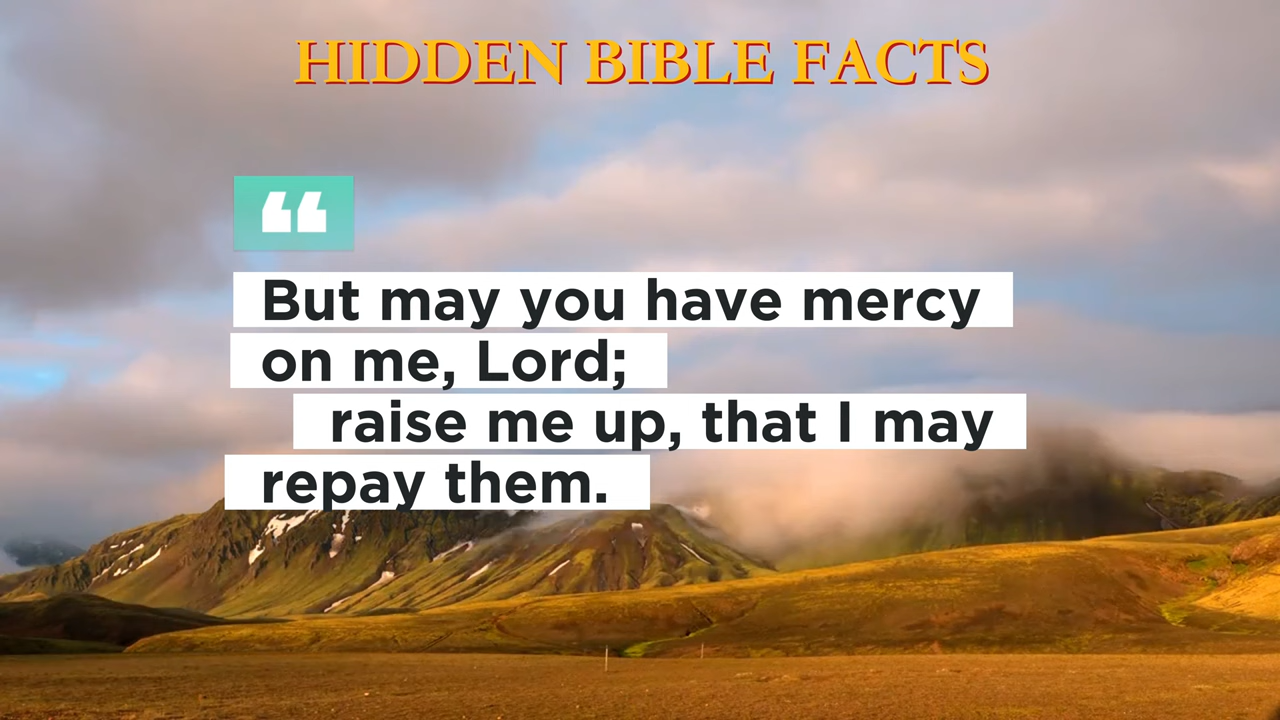 HIDDEN BIBLE FACTS
“
But may you have mercy
on me, Lord;
raise me up, that I may
repay them.